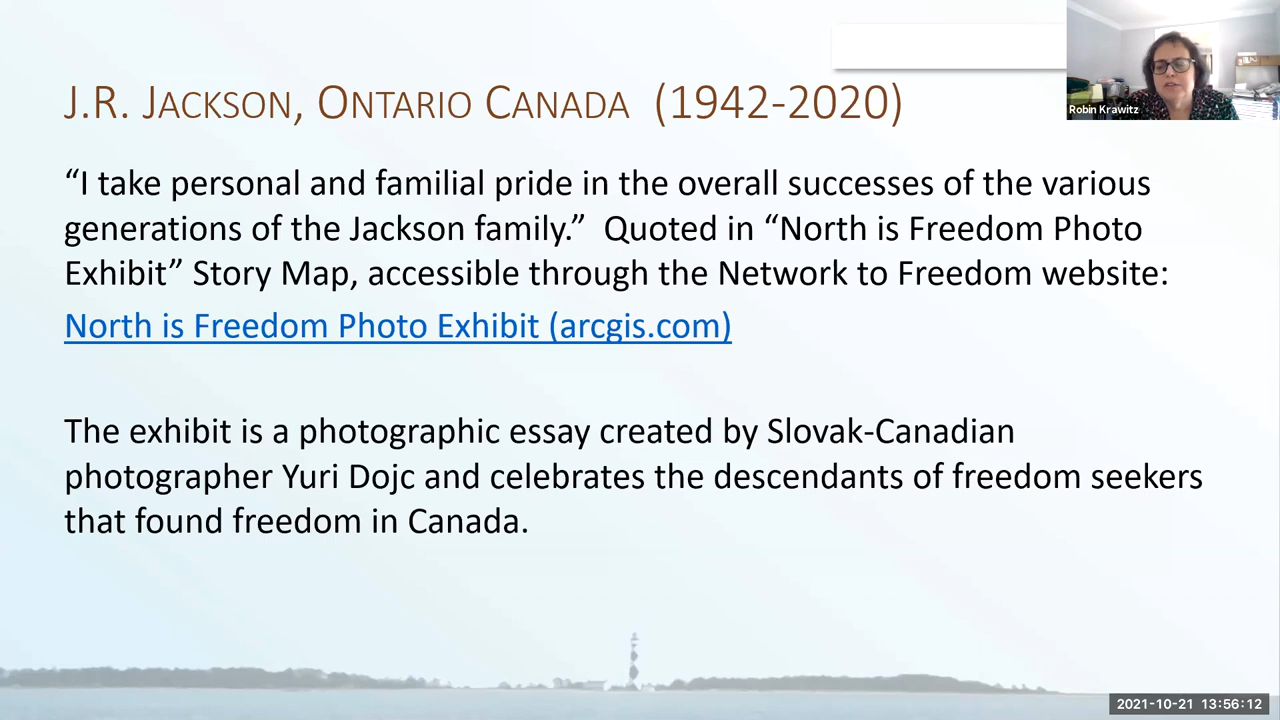 J.R. JACKSON, ONTARIO CANADA (1942-2020)
Robin Krawitz
“I take personal and familial pride in the overall successes of the various
generations of the Jackson family.” Quoted in “North is Freedom Photo
Exhibit” Story Map, accessible through the Network to Freedom website:
North is Freedom Photo Exhibit (arcgis.com)
The exhibit is a photographic essay created by Slovak-Canadian
photographer Yuri Dojc and celebrates the descendants of freedom seekers
that found freedom in Canada.
2021-10-21 13:56:12